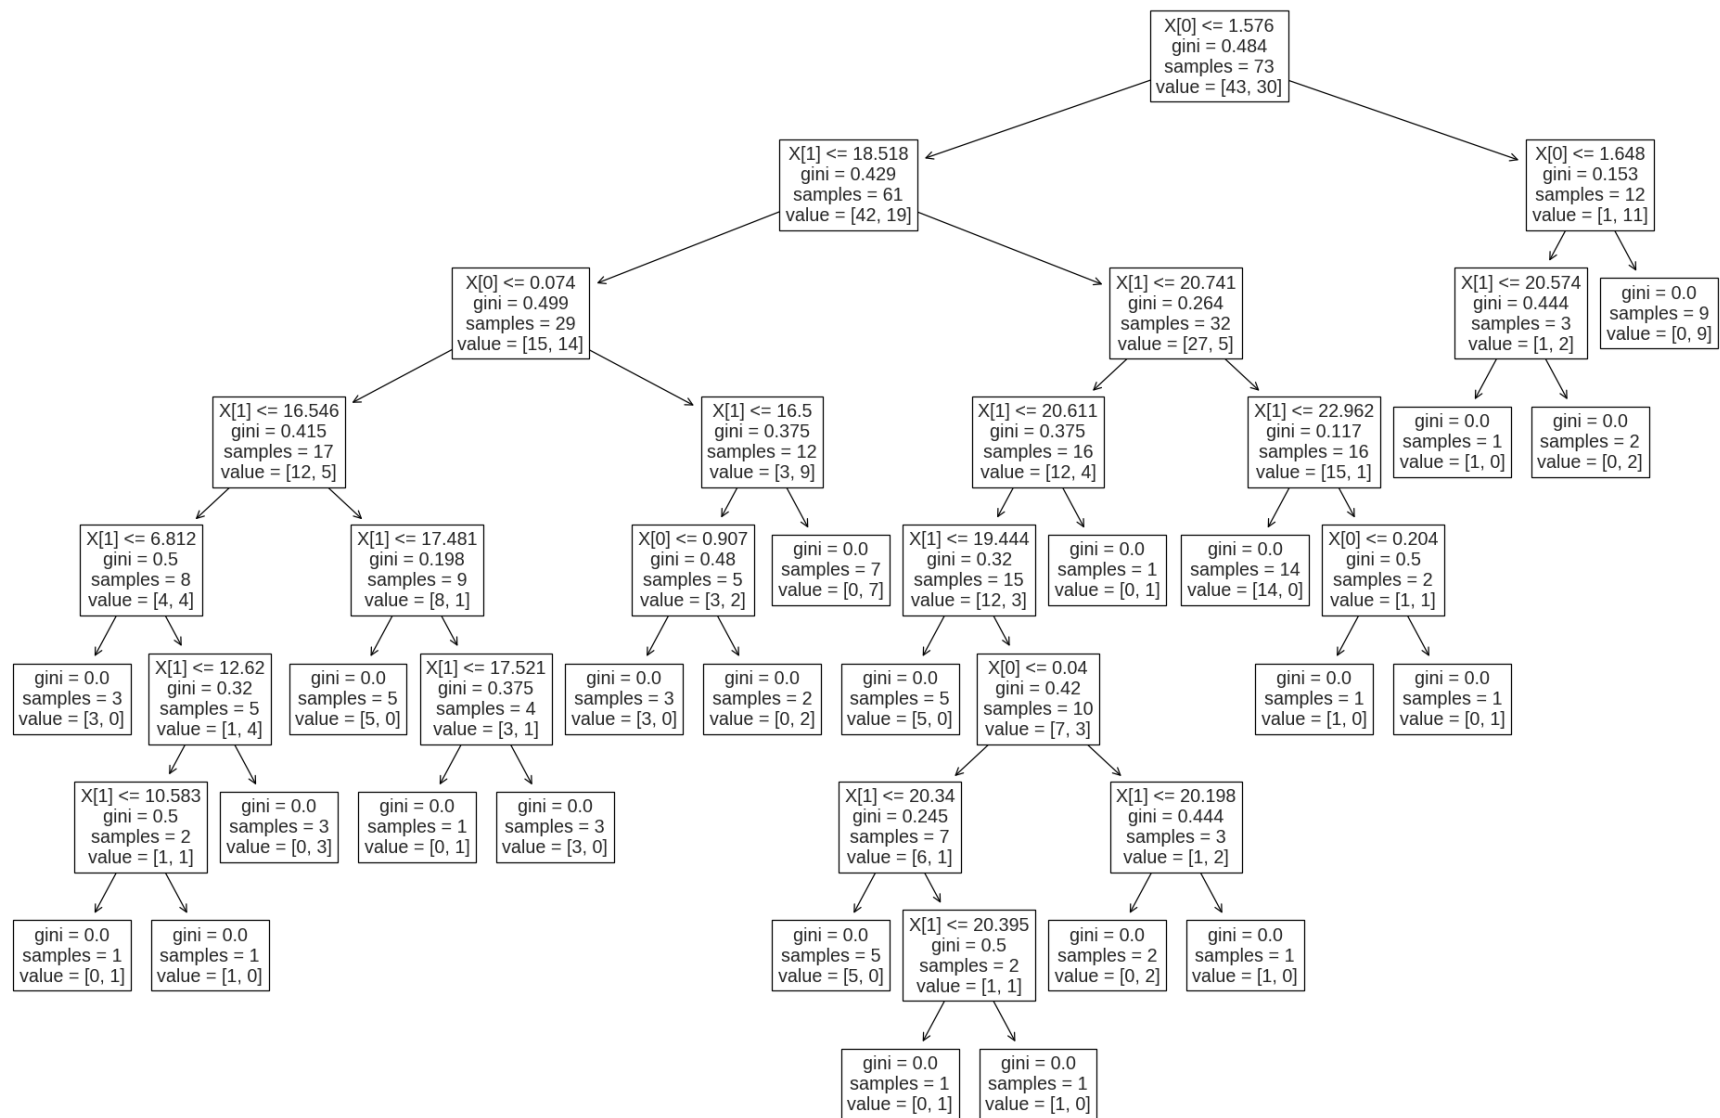 X[0] <= 1.576
gini = 0.484
samples = 73
value = [43, 30]
X[1] <= 18.518
gini = 0.429
samples = 61
value = [42, 19]
X[0] <= 1.648
gini = 0.153
samples = 12
value = [1, 11]
X[0] <= 0.074
gini = 0.499
samples = 29
value = [15, 14]
X[1] <= 20.741
gini = 0.264
samples = 32
value = [27, 5]
X[1] <= 20.574
gini = 0.444
samples = 3
value = [1, 2]
gini = 0.0
samples = 9
value = [0, 9]
X[1] <= 16.546
gini = 0.415
samples = 17
value = [12, 5]
X[1] <= 16.5
gini = 0.375
samples = 12
value = [3, 9]
X[1] <= 20.611
gini = 0.375
samples = 16
value = [12, 4]
X[1] <= 22.962
gini = 0.117
samples = 16
value = [15, 1]
gini = 0.0
samples = 1
value = [1, 0]
gini = 0.0
samples = 2
value = [0, 2]
X[1] <= 6.812
gini = 0.5
samples = 8
value = [4, 4]
X[1] <= 17.481
gini = 0.198
samples = 9
value = [8, 1]
X[0] <= 0.907
gini = 0.48
samples = 5
value = [3, 2]
gini = 0.0
samples = 7
value = [0, 7]
X[1] <= 19.444
gini = 0.32
samples = 15
value = [12, 3]
gini = 0.0
samples = 1
value = [0, 1]
gini = 0.0
samples = 14
value = [14, 0]
X[0] <= 0.204
gini = 0.5
samples = 2
value = [1, 1]
gini = 0.0
samples = 3
value = [3, 0]
X[1] <= 12.62
gini = 0.32
samples = 5
value = [1, 4]
gini = 0.0
samples = 5
value = [5, 0]
X[1] <= 17.521
gini = 0.375
samples = 4
value = [3, 1]
gini = 0.0
samples = 3
value = [3, 0]
gini = 0.0
samples = 2
value = [0, 2]
gini = 0.0
samples = 5
value = [5, 0]
X[0] <= 0.04
gini = 0.42
samples = 10
value = [7, 3]
gini = 0.0
samples = 1
value = [1, 0]
gini = 0.0
samples = 1
value = [0, 1]
X[1] <= 10.583
gini = 0.5
samples = 2
value = [1, 1]
gini = 0.0
samples = 3
value = [0, 3]
gini = 0.0
samples = 1
value = [0, 1]
gini = 0.0
samples = 3
value = [3, 0]
X[1] <= 20.34
gini = 0.245
samples = 7
value = [6, 1]
X[1] <= 20.198
gini = 0.444
samples = 3
value = [1, 2]
gini = 0.0
samples = 1
value = [0, 1]
gini = 0.0
samples = 1
value = [1, 0]
gini = 0.0
samples = 5
value = [5, 0]
X[1] <= 20.395
gini = 0.5
samples = 2
value = [1, 1]
gini = 0.0
samples = 2
value = [0, 2]
gini = 0.0
samples = 1
value = [1, 0]
gini = 0.0
samples = 1
value = [0, 1]
gini = 0.0
samples = 1
value = [1, 0]